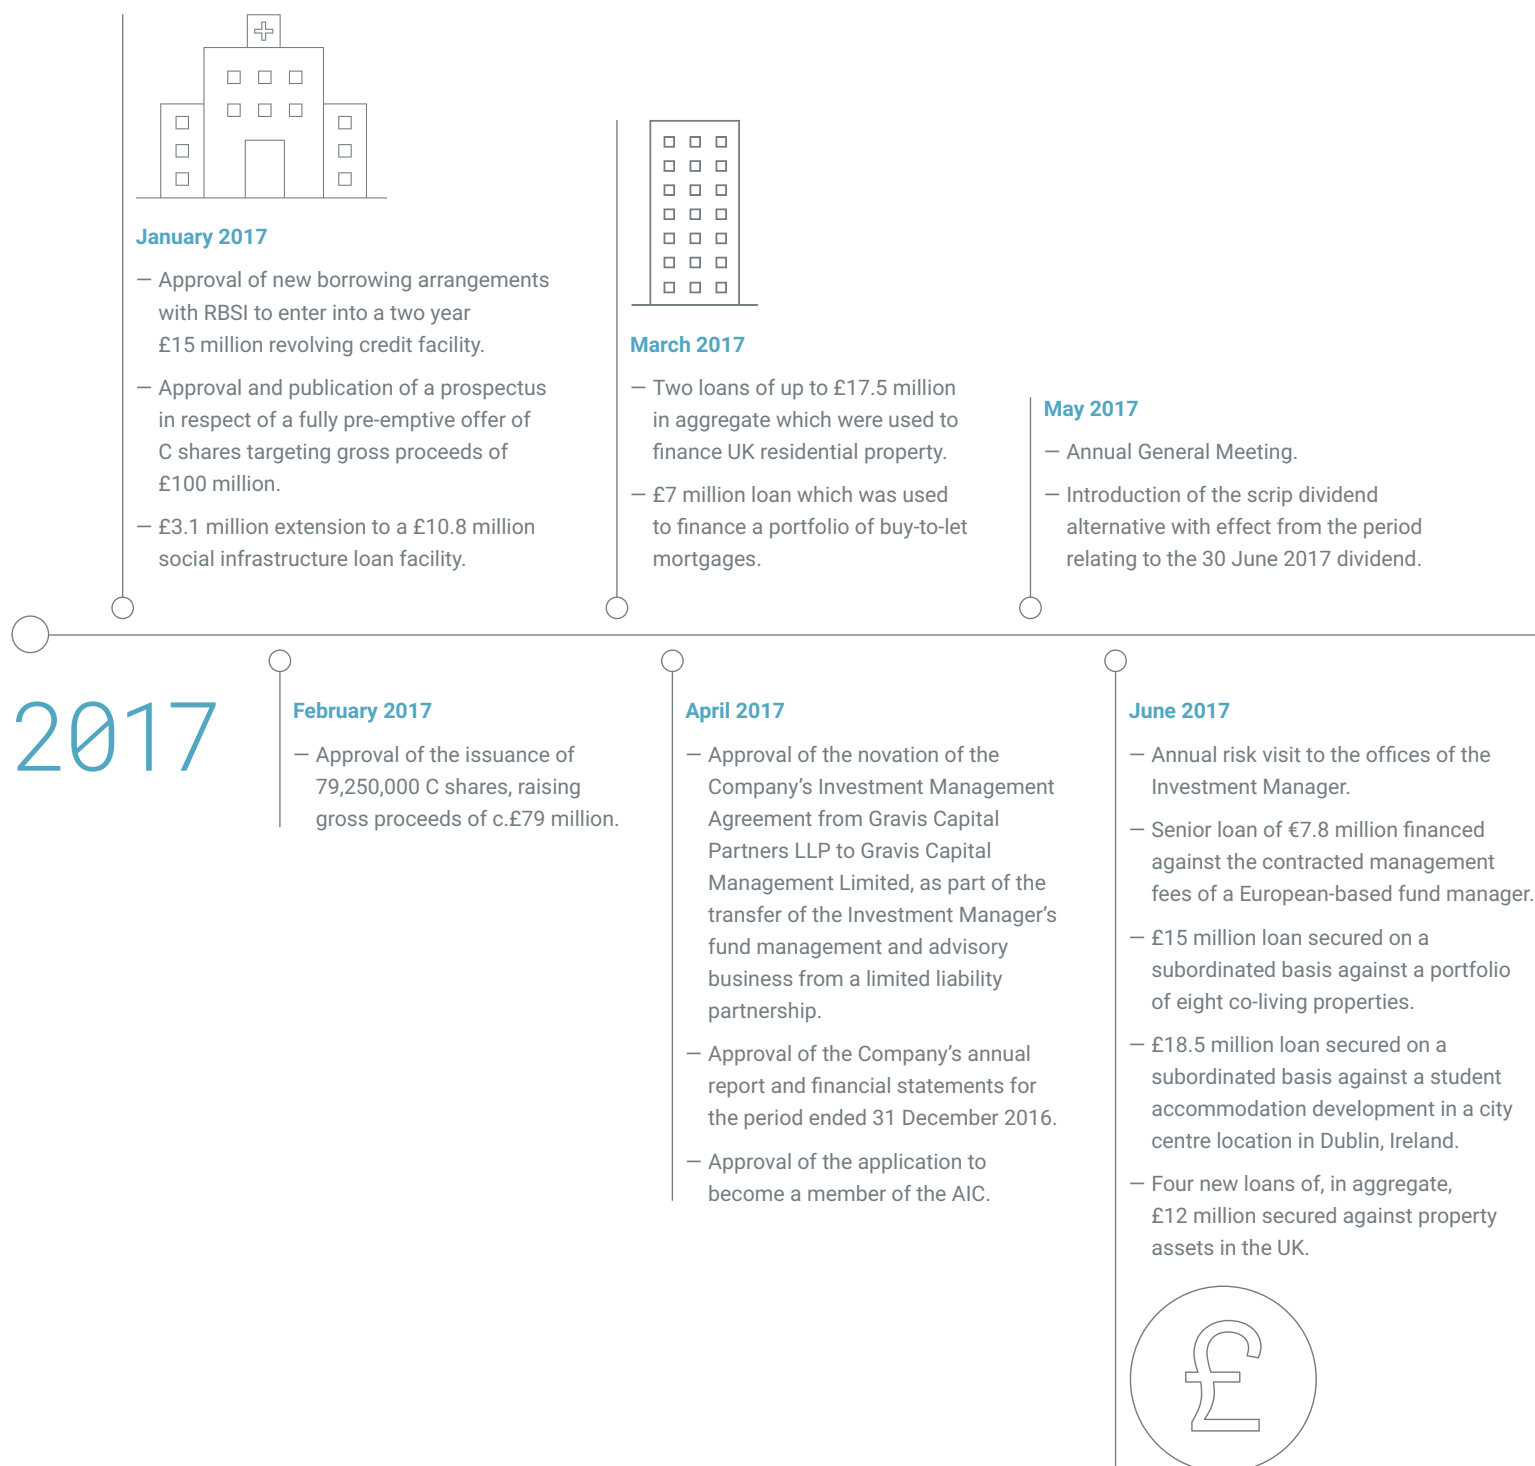 January 2017
— Approval of new borrowing arrangements
with RBSI to enter into a two year
£15 million revolving credit facility.
— Approval and publication of a prospectus
in respect of a fully pre-emptive offer of
C shares targeting gross proceeds of
£100 million.
— £3.1 million extension to a £10.8 million
social infrastructure loan facility.
March 2017
— Two loans of up to £17.5 million
in aggregate which were used to
finance UK residential property.
— £7 million loan which was used
to finance a portfolio of buy-to-let
mortgages.
May 2017
— Annual General Meeting.
— Introduction of the scrip dividend
alternative with effect from the period
relating to the 30 June 2017 dividend.
2017
February 2017
— Approval of the issuance of
79,250,000 C shares, raising
gross proceeds of c.£79 million.
April 2017
— Approval of the novation of the
Company’s Investment Management
Agreement from Gravis Capital
Partners LLP to Gravis Capital
Management Limited, as part of the
transfer of the Investment Manager’s
fund management and advisory
business from a limited liability
partnership.
— Approval of the Company’s annual
report and financial statements for
the period ended 31 December 2016.
— Approval of the application to
become a member of the AIC.
June 2017
— Annual risk visit to the offices of the
Investment Manager.
— Senior loan of €7.8 million financed
against the contracted management
fees of a European-based fund manager.
— £15 million loan secured on a
subordinated basis against a portfolio
of eight co-living properties.
— £18.5 million loan secured on a
subordinated basis against a student
accommodation development in a city
centre location in Dublin, Ireland.
— Four new loans of, in aggregate,
£12 million secured against property
assets in the UK.
£